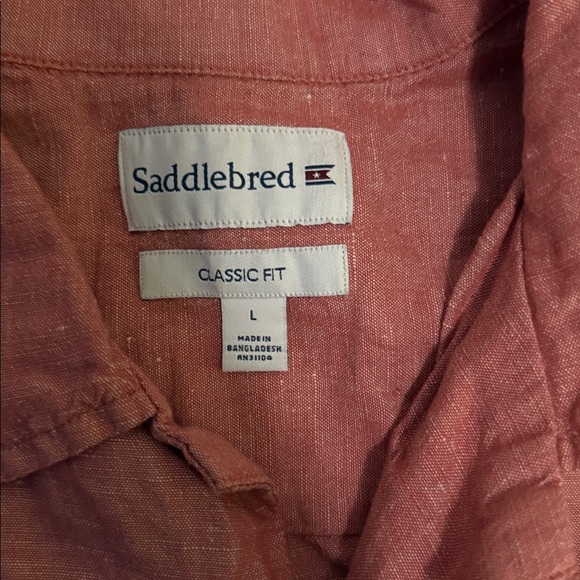 Saddlebred
CLASSIC FIT
L
MADE IN
BANGLADESH
RN31104